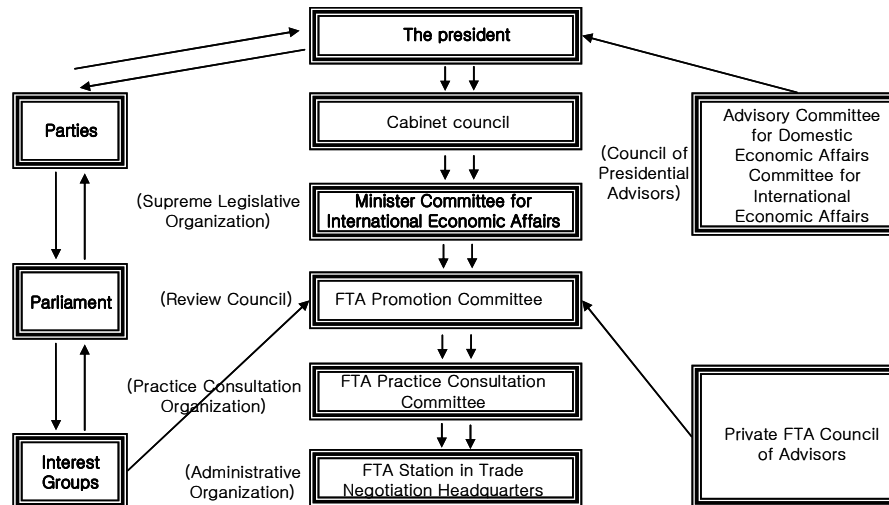 The president
Parties
Cabinet council
(Council of
Presidential
Advisors)
Advisory Committee
for Domestic
Economic Affairs
Committee for
International
Economic Affairs
(Supreme Legislative
Organization)
Minister Committee for
International Economic Affairs
Parliament
(Review Council)
FTA Promotion Committee
(Practice Consultation
Organization)
FTA Practice Consultation
Committee
Interest
Groups
(Administrative
Organization)
FTA Station in Trade
Negotiation Headquarters
Private FTA Council
of Advisors